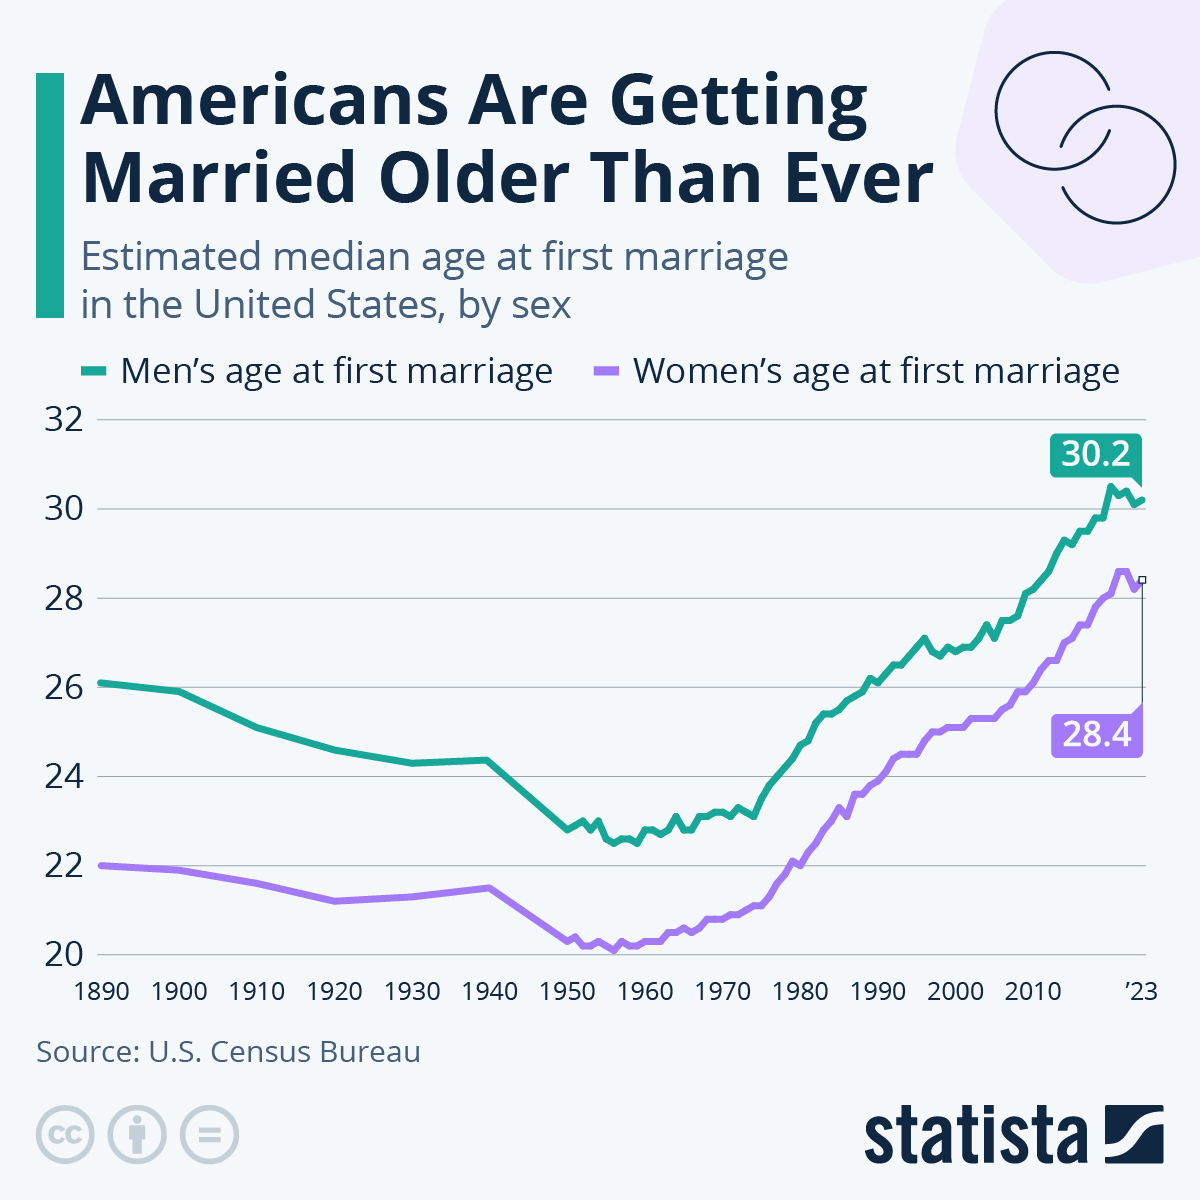 Americans Are Getting
Married Older Than Ever
Estimated median age at first marriage
in the United States, by sex
Men’s age at first marriage
Women’s age at first marriage
32
30
28
26
24
22
20
30.2
28.4
1890 1900 1910 1920 1930 1940 1950 1960 1970 1980 1990 2000 2010 ’23
Source: U.S. Census Bureau
cc
statista